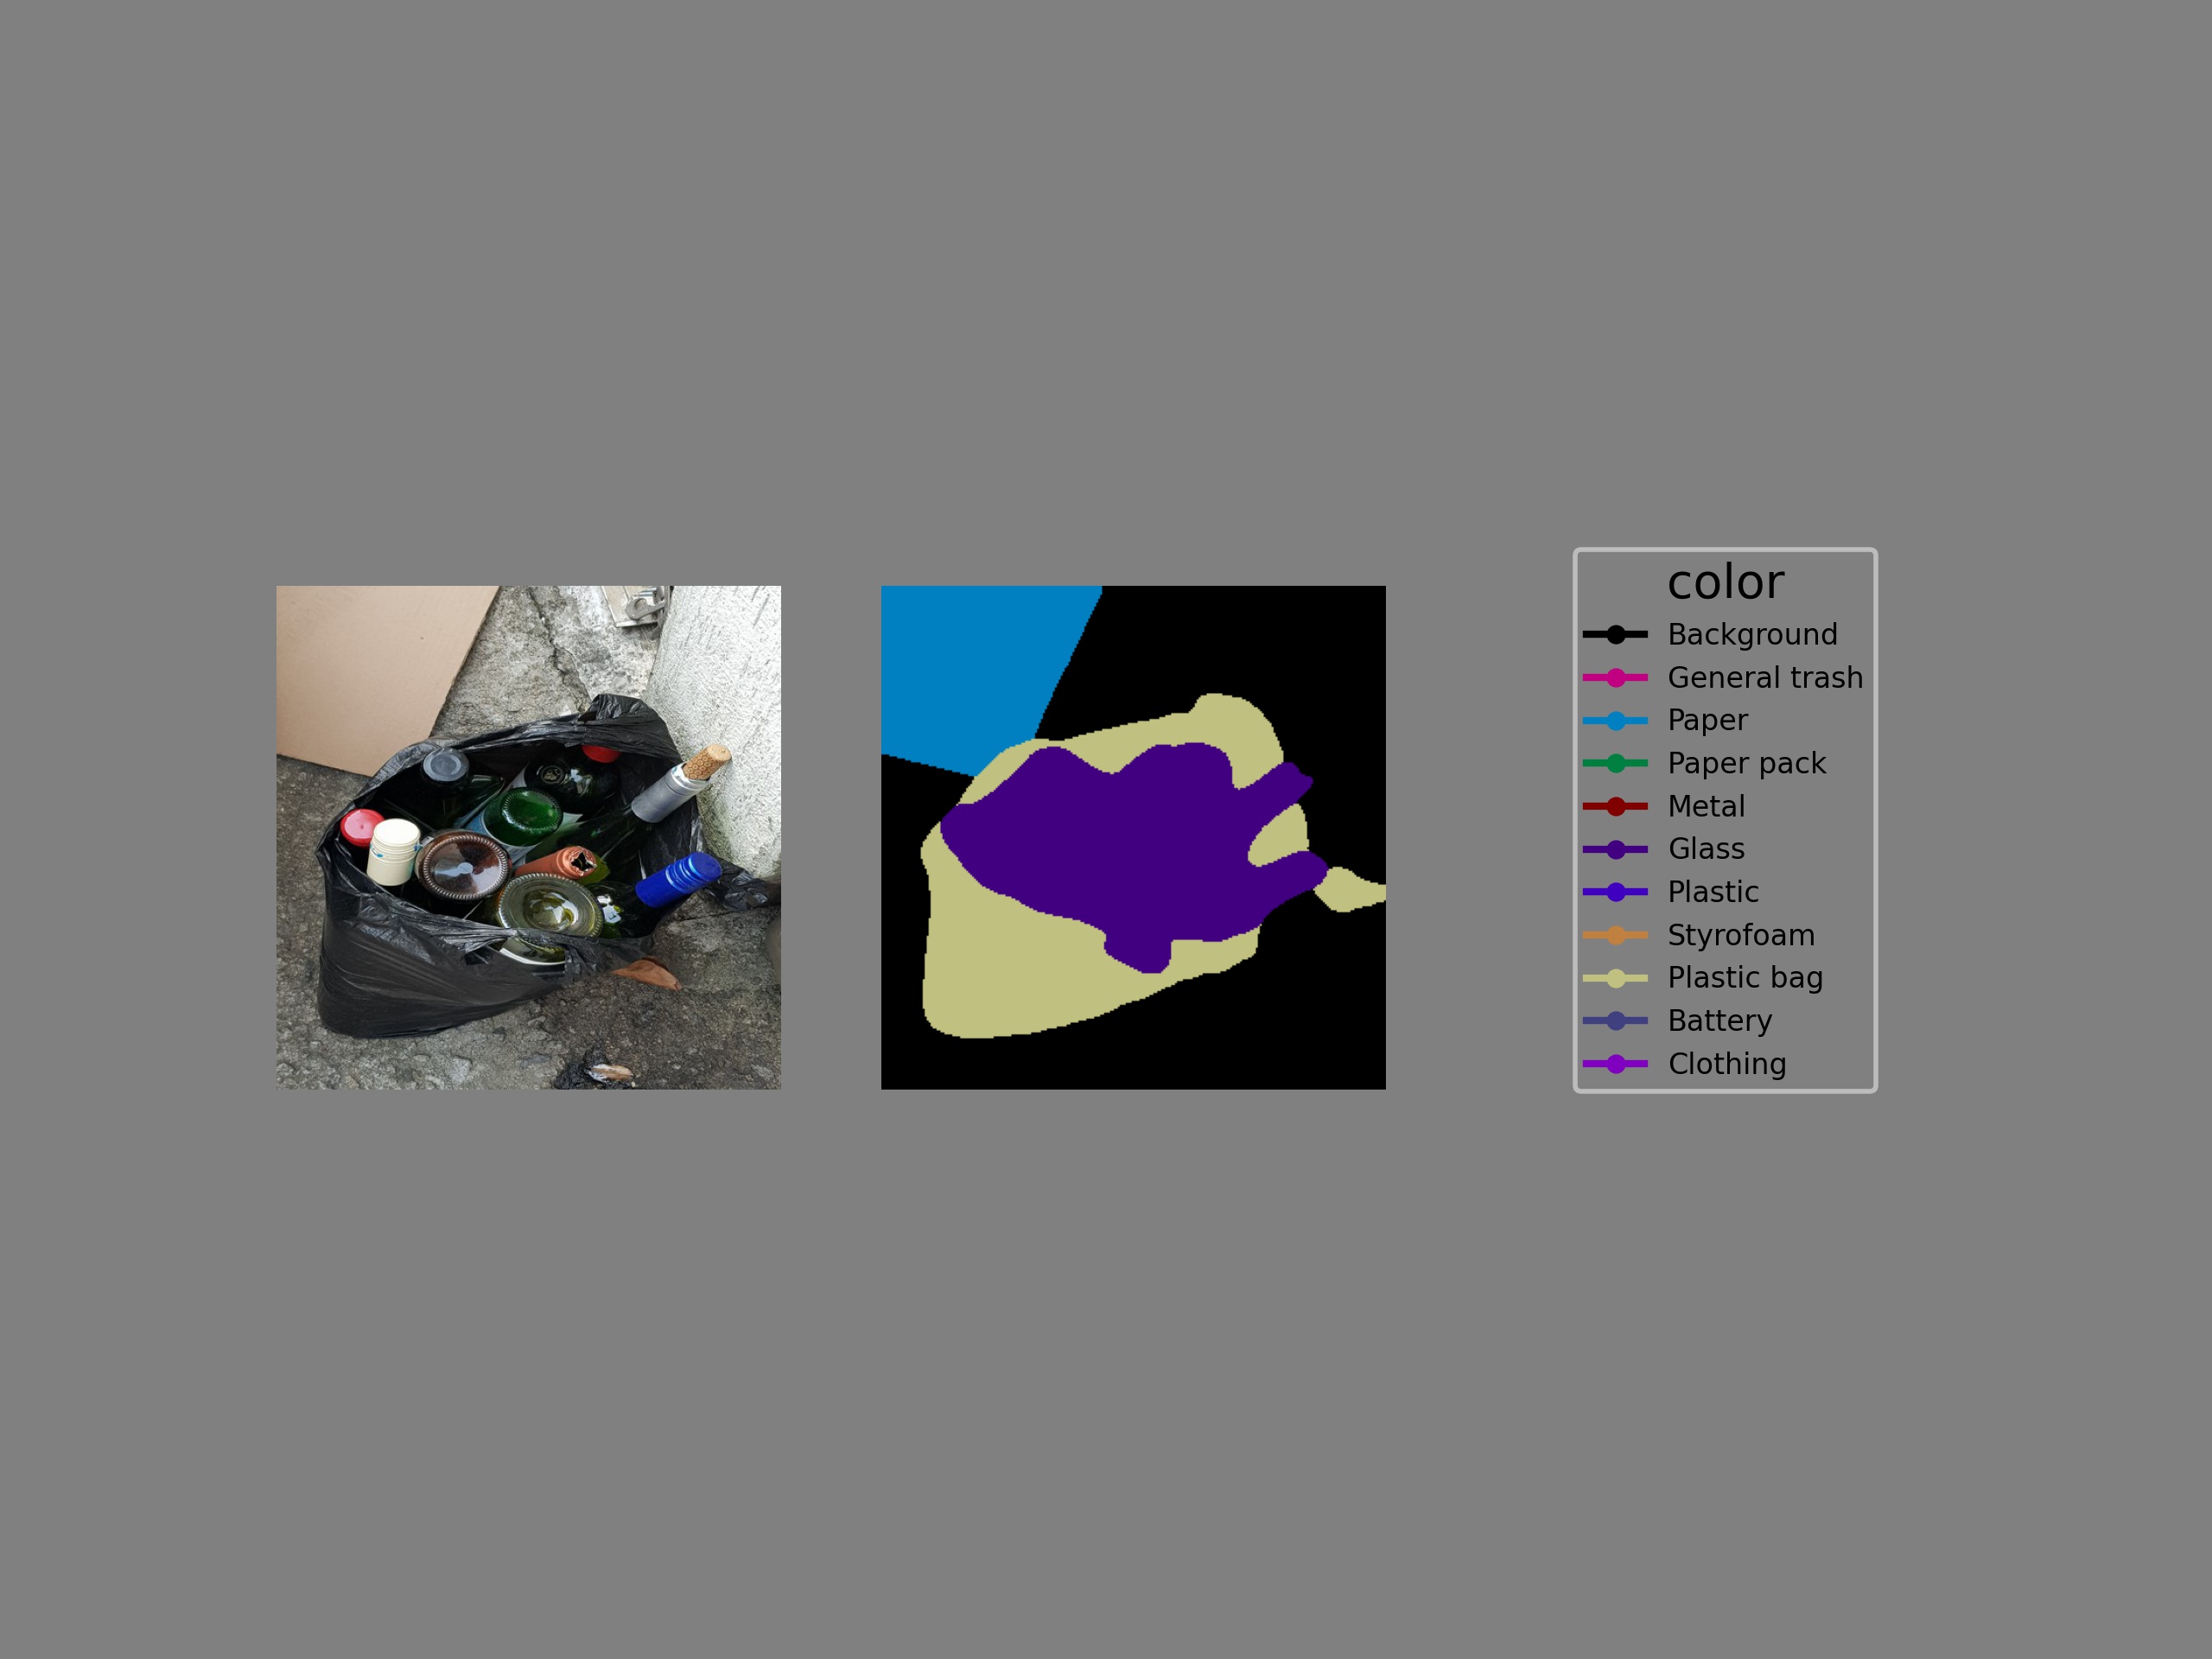 color
Background
General trash
Paper
Paper pack
Metal
Glass
Plastic
Styrofoam
Plastic bag
Battery
Clothing